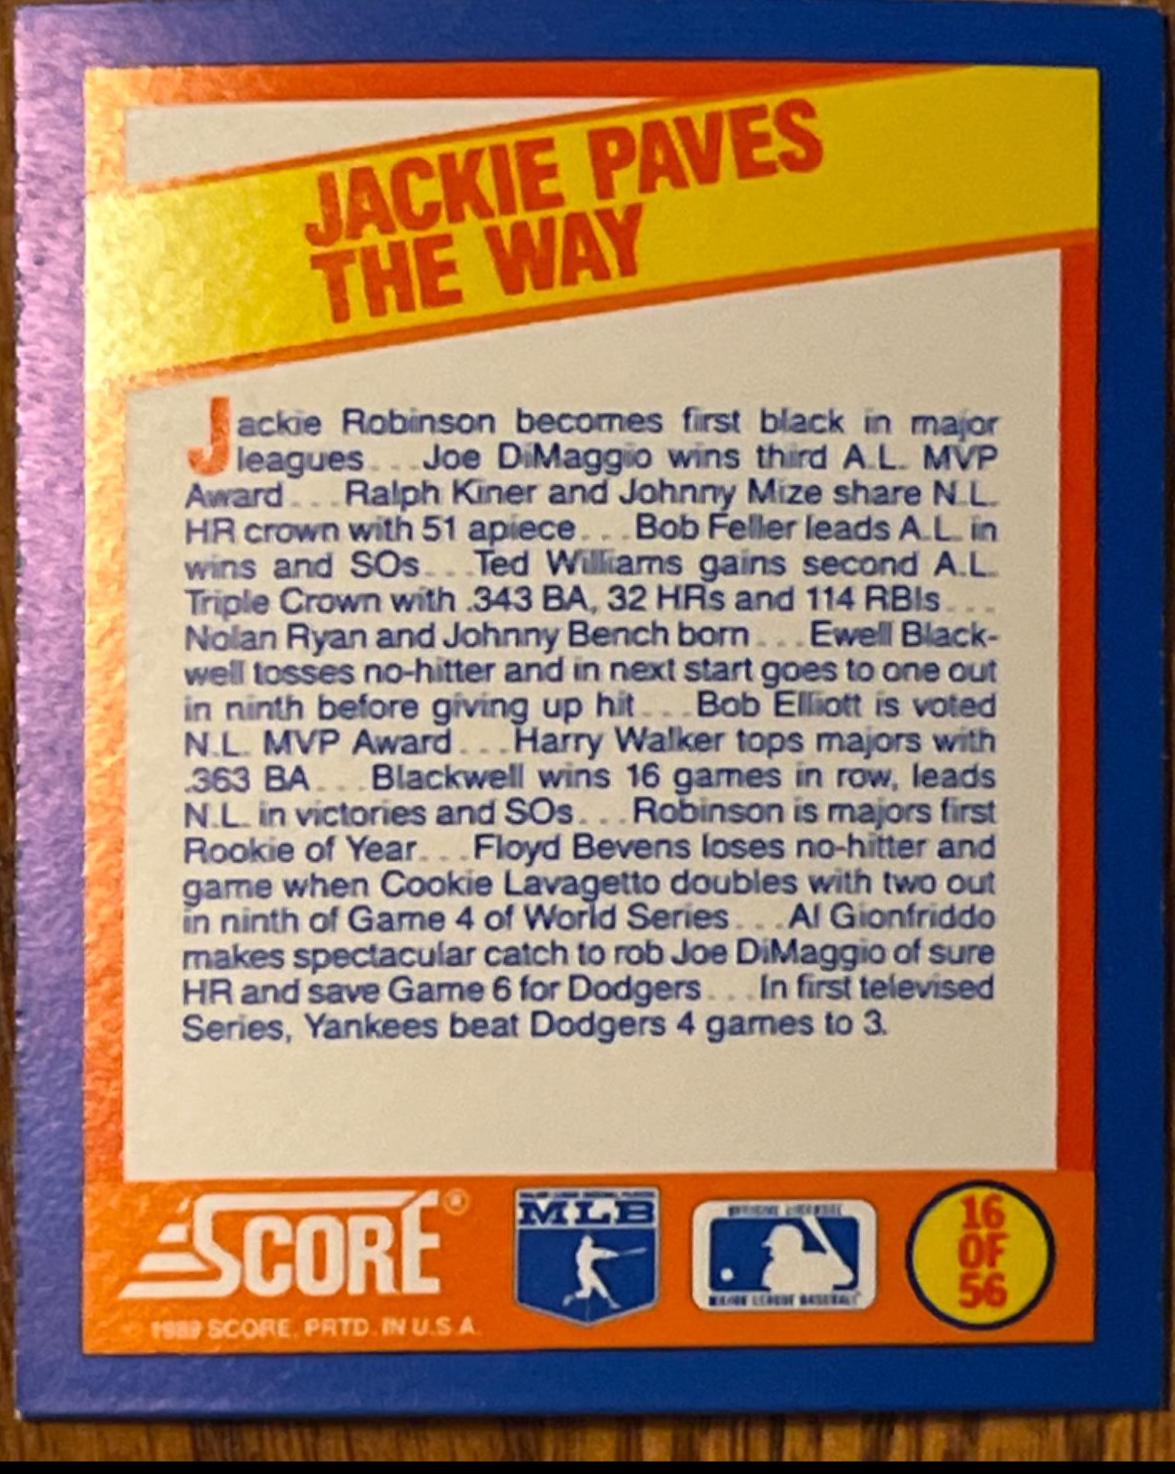 JACKIE PAVES
THE WAY
Jackie Robinson becomes first black in major
leagues . . . Joe DiMaggio wins third A.L. MVP
Award . . . Ralph Kiner and Johnny Mize share N.L.
HR crown with 51 apiece . . . Bob Feller leads A.L. in
wins and SOs . . . Ted Williams gains second A.L.
Triple Crown with .343 BA, 32 HRs and 114 RBIs . . .
Nolan Ryan and Johnny Bench born . . . Ewell Black-
well tosses no-hitter and in next start goes to one out
in ninth before giving up hit . . . Bob Elliott is voted
N.L. MVP Award . . . Harry Walker tops majors with
.363 BA . . . Blackwell wins 16 games in row, leads
N.L. in victories and SOs . . . Robinson is majors first
Rookie of Year . . . Floyd Bevens loses no-hitter and
game when Cookie Lavagetto doubles with two out
in ninth of Game 4 of World Series . . . Al Gionfriddo
makes spectacular catch to rob Joe DiMaggio of sure
HR and save Game 6 for Dodgers . . . In first televised
Series, Yankees beat Dodgers 4 games to 3.
SCORE®
© 1989 SCORE. PRTD. IN U.S.A.
MLB
MAJOR LEAGUE BASEBALL
16
OF
56